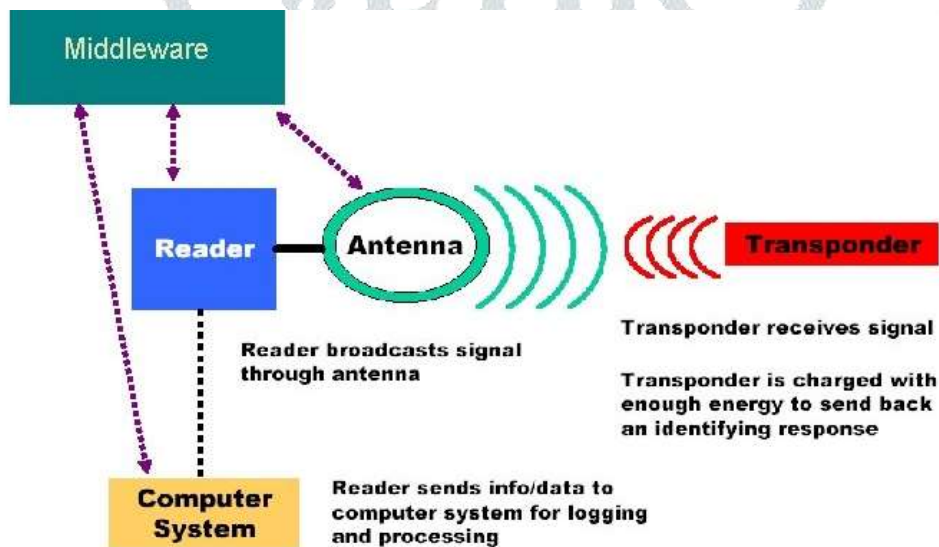 Middleware
Reader
Antenna
Transponder
Reader broadcasts signal
through antenna
Transponder receives signal
Transponder is charged with
enough energy to send back
an identifying response
Computer
System
Reader sends info/data to
computer system for logging
and processing